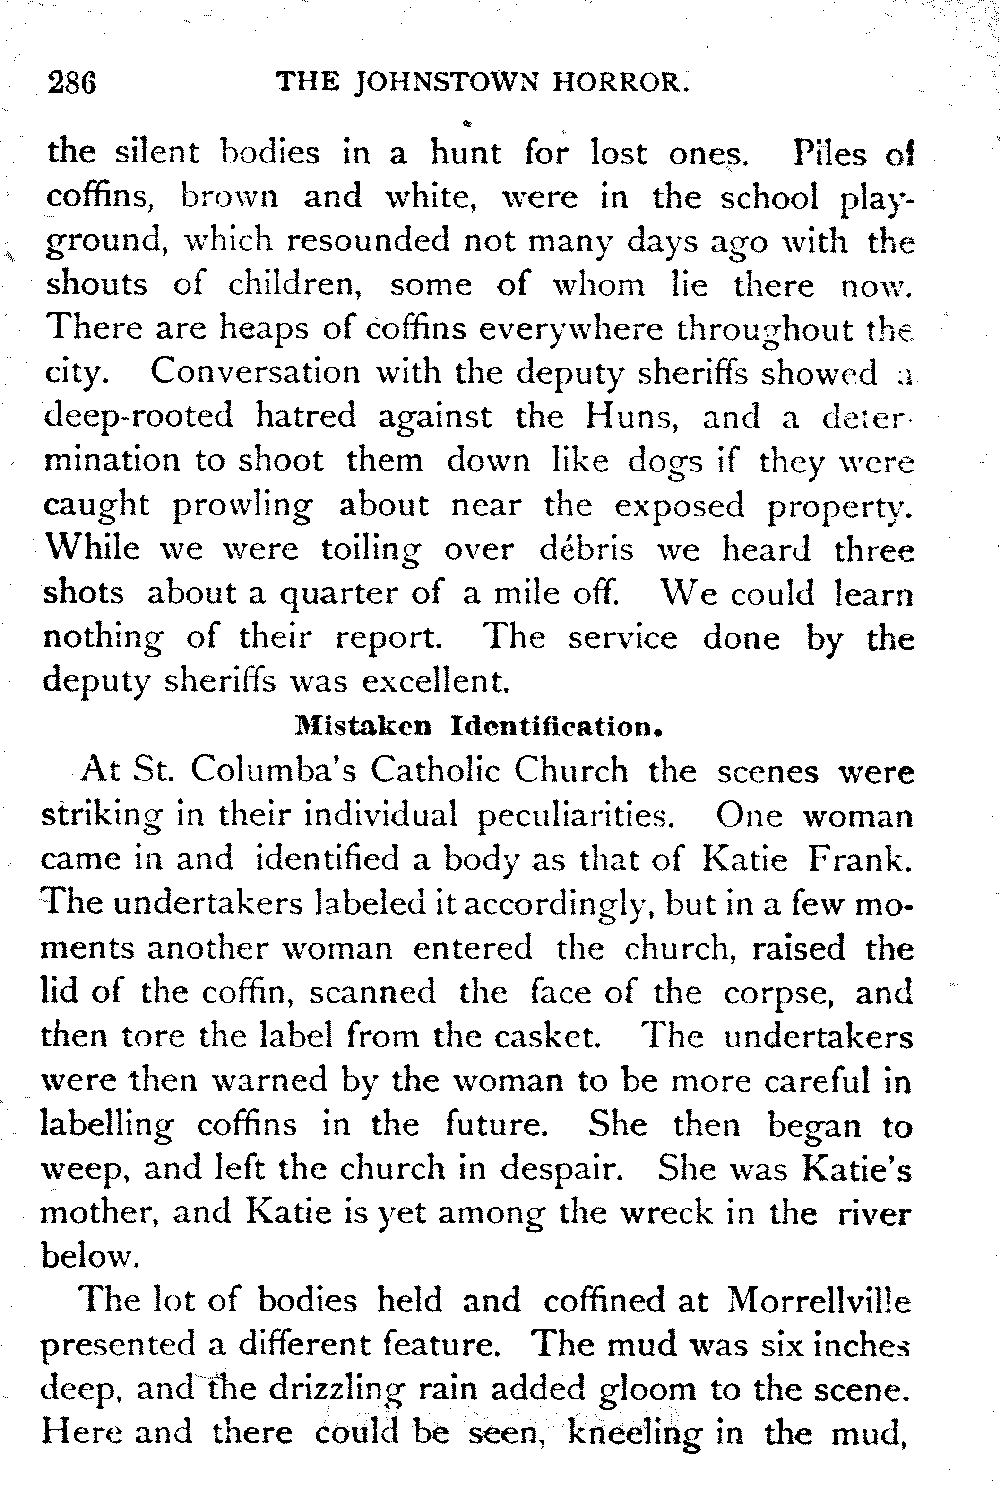 286 THE JOHNSTOWN HORROR.
the silent bodies in a hunt for lost ones. Piles of
coffins, brown and white, were in the school play-
ground, which resounded not many days ago with the
shouts of children, some of whom lie there now.
There are heaps of coffins everywhere throughout the
city. Conversation with the deputy sheriffs showed a
deep-rooted hatred against the Huns, and a deter-
mination to shoot them down like dogs if they were
caught prowling about near the exposed property.
While we were toiling over débris we heard three
shots about a quarter of a mile off. We could learn
nothing of their report. The service done by the
deputy sheriffs was excellent.
Mistaken Identification.
At St. Columba's Catholic Church the scenes were
striking in their individual peculiarities. One woman
came in and identified a body as that of Katie Frank.
The undertakers labeled it accordingly, but in a few mo-
ments another woman entered the church, raised the
lid of the coffin, scanned the face of the corpse, and
then tore the label from the casket. The undertakers
were then warned by the woman to be more careful in
labelling coffins in the future. She then began to
weep, and left the church in despair. She was Katie's
mother, and Katie is yet among the wreck in the river
below.
The lot of bodies held and coffined at Morrellville
presented a different feature. The mud was six inches
deep, and the drizzling rain added gloom to the scene.
Here and there could be seen, kneeling in the mud,